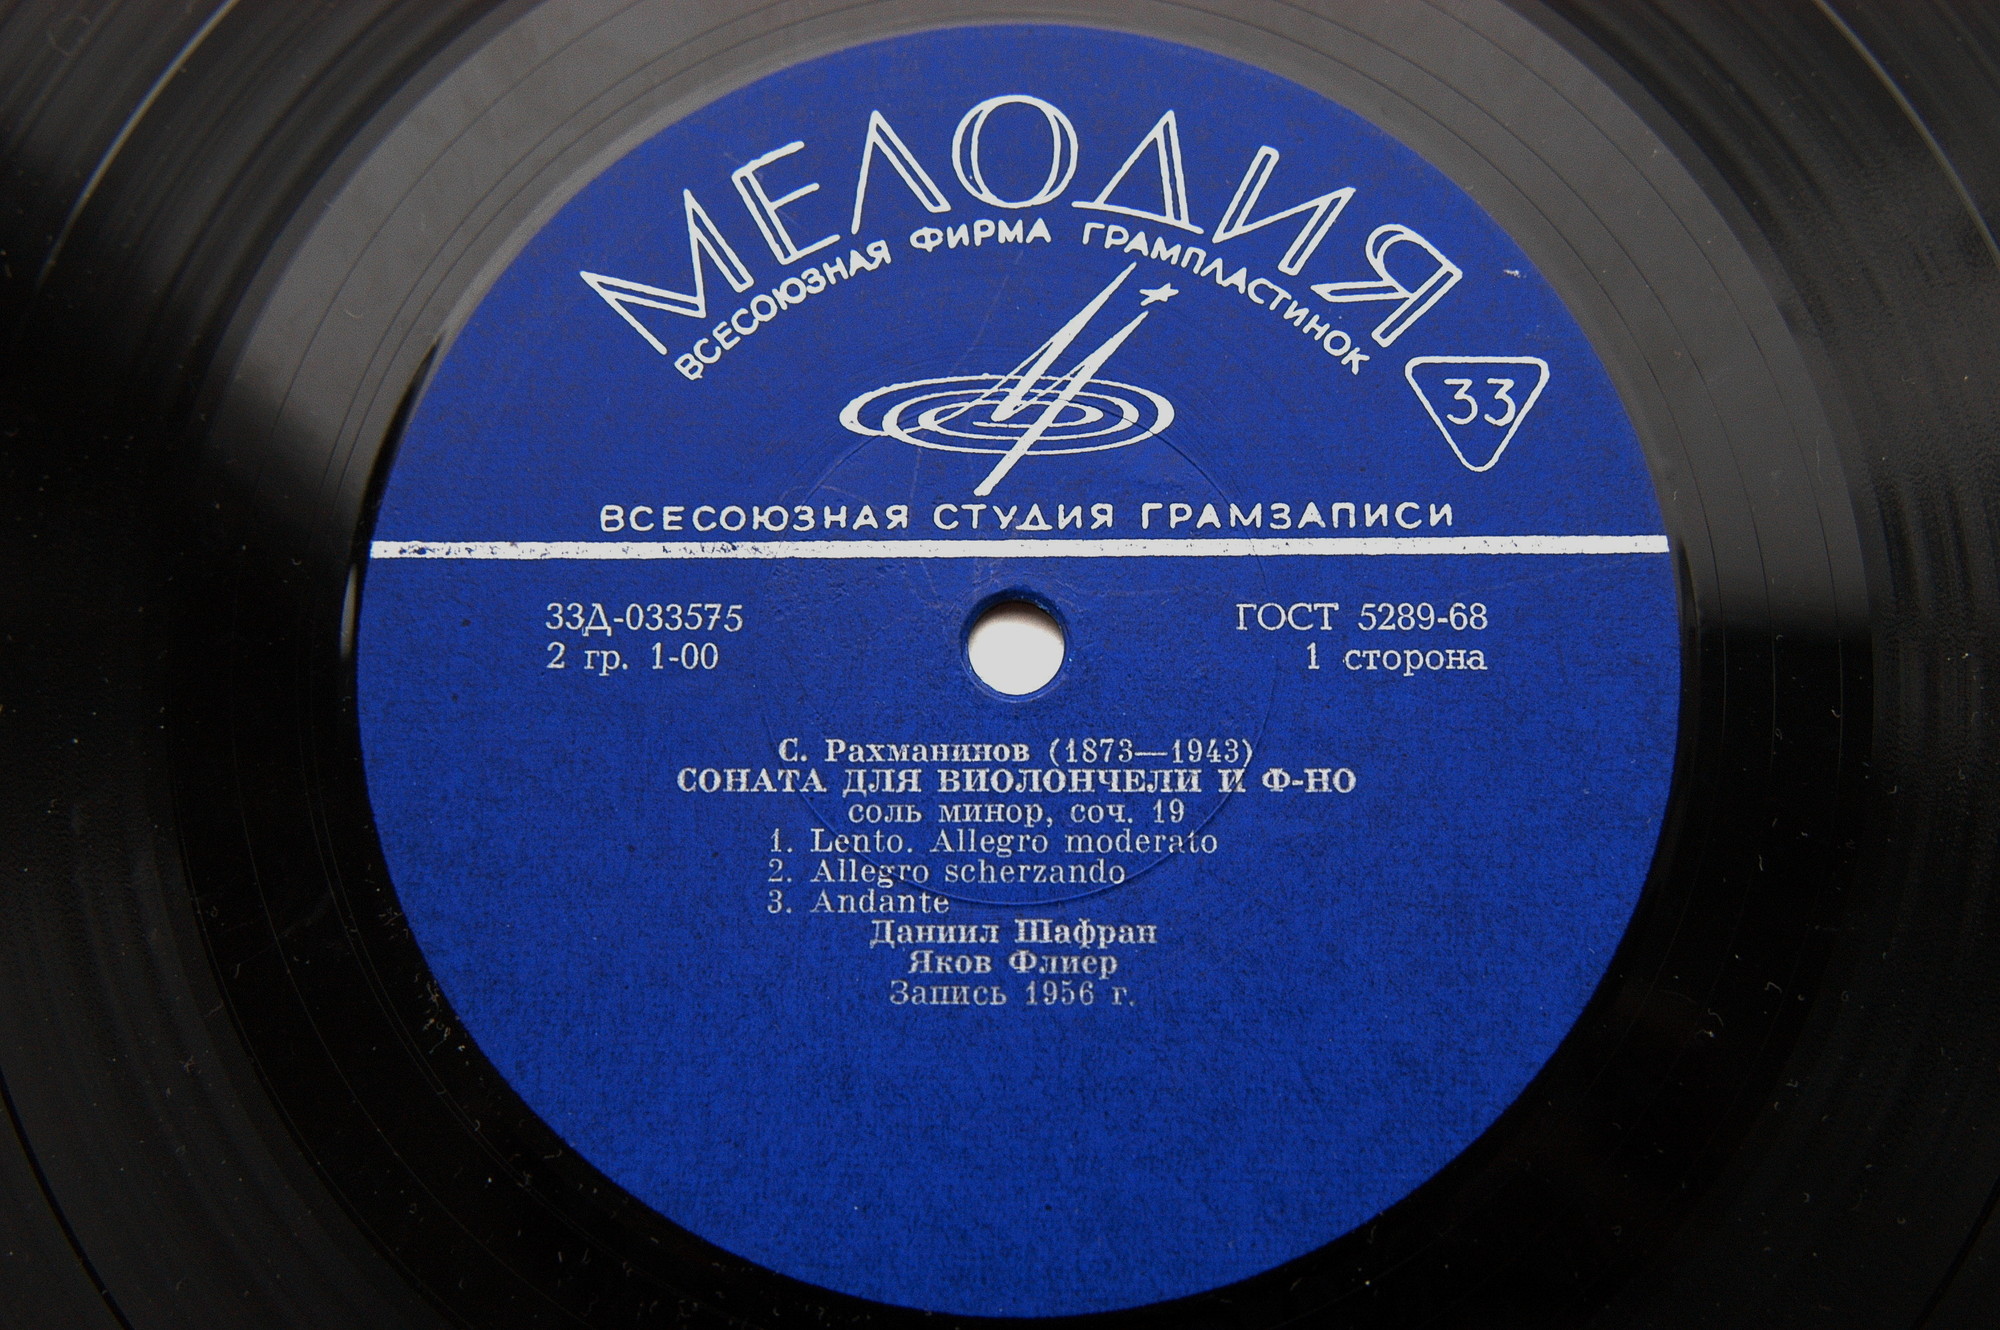 МЕЛОДИЯ
ВСЕСОЮЗНАЯ ФИРМА ГРАМПЛАСТИНОК
33
ВСЕСОЮЗНАЯ СТУДИЯ ГРАМЗАПИСИ
33Д-033575
2 гр. 1-00
ГОСТ 5289-68
1 сторона
С. Рахманинов (1873—1943)
СОНАТА ДЛЯ ВИОЛОНЧЕЛИ И Ф-НО
соль минор, соч. 19
1. Lento. Allegro moderato
2. Allegro scherzando
3. Andante
Даниил Шафран
Яков Флиер
Запись 1956 г.